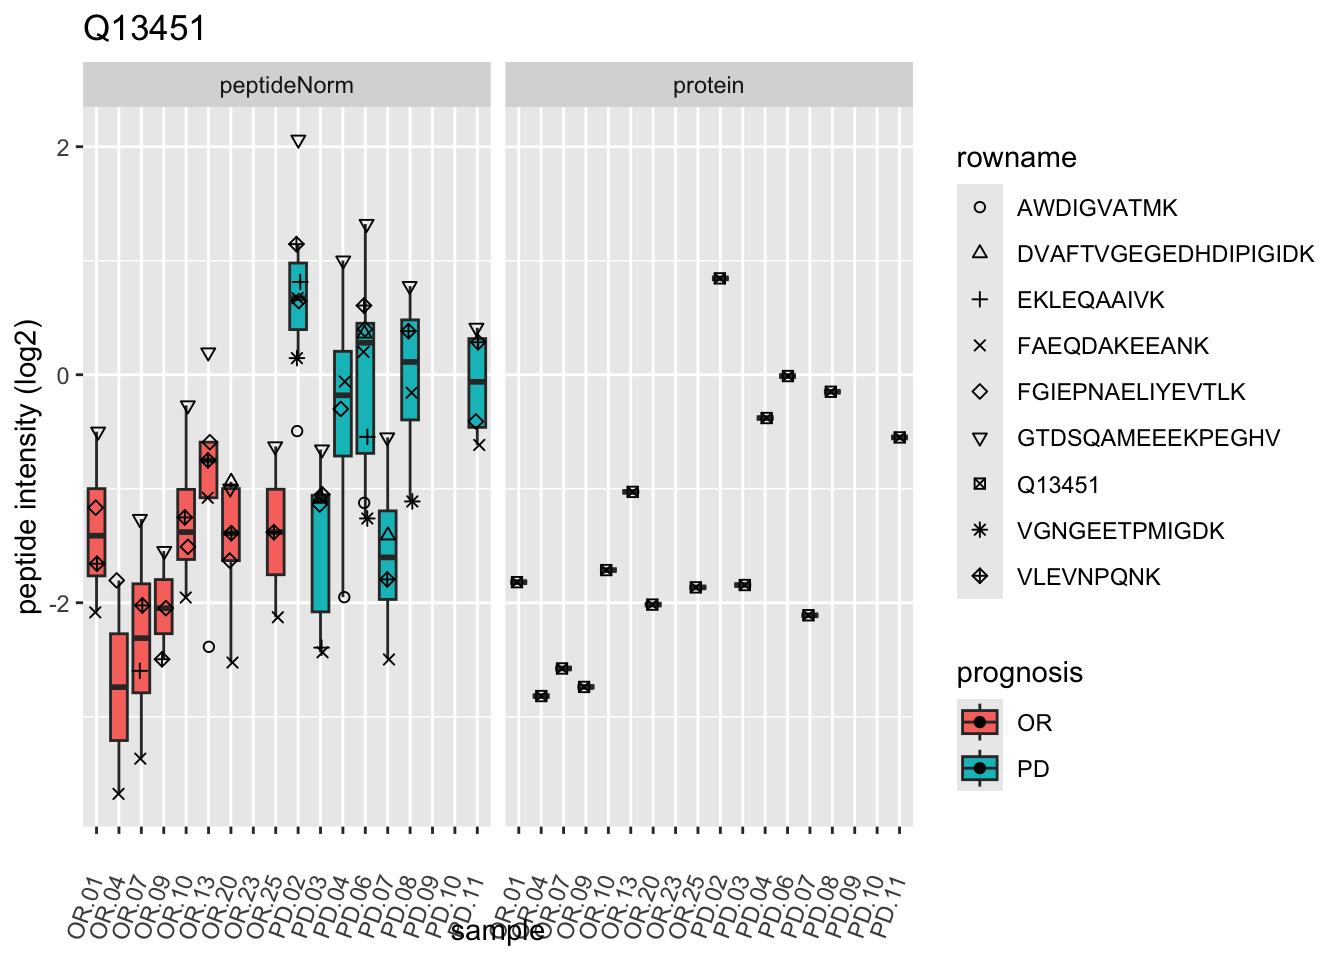 Q13451
peptideNorm
protein
2
0
-2
peptide intensity (log2)
OR.01
OR.04
OR.07
OR.09
OR.10
OR.13
OR.20
OR.23
OR.25
PD.02
PD.03
PD.04
PD.06
PD.07
PD.08
PD.09
PD.10
PD.11
OR.01
OR.04
OR.07
OR.09
OR.10
OR.13
OR.20
OR.23
OR.25
PD.02
PD.03
PD.04
PD.06
PD.07
PD.08
PD.09
PD.10
PD.11
sample
rowname
AWDIGVATMK
DVAFTVGEGEDHDIPIGIDK
EKLEQAAIVK
FAEQDAKEEANK
FGIEPNAELIYEVTLK
GTDSQAMEEEKPEGHV
Q13451
VGNGEETPMIGDK
VLEVNPQNK
prognosis
OR
PD